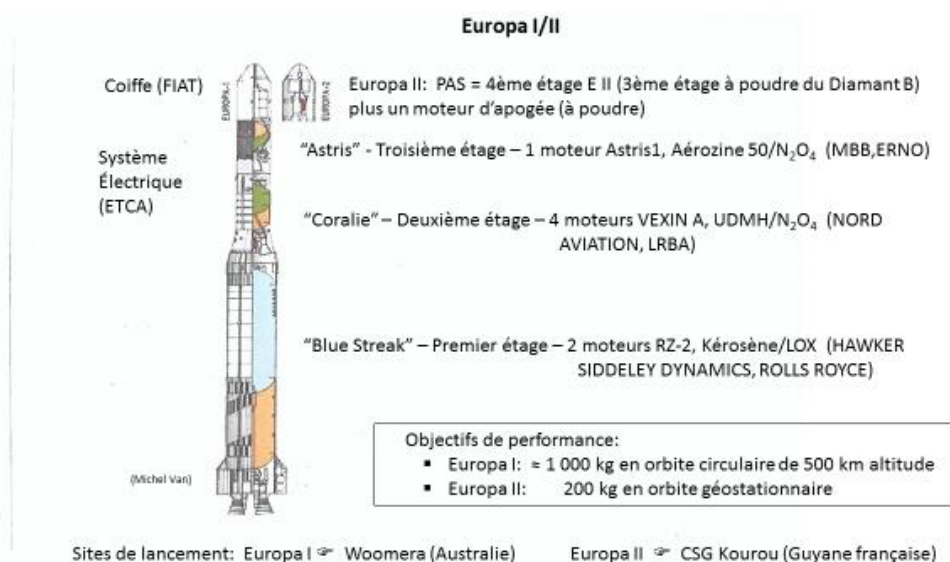 Europa I/II
Coiffe (FIAT)
EUROPA-1
EUROPA-2
Europa II: PAS = 4ème étage E II (3ème étage à poudre du Diamant B)
plus un moteur d'apogée (à poudre)
"Astris" - Troisième étage – 1 moteur Astris1, Aérozine 50/N₂O₄ (MBB,ERNO)
Système
Électrique
(ETCA)
"Coralie" – Deuxième étage – 4 moteurs VEXIN A, UDMH/N₂O₄ (NORD
AVIATION, LRBA)
"Blue Streak" – Premier étage – 2 moteurs RZ-2, Kérosène/LOX (HAWKER
SIDDELEY DYNAMICS, ROLLS ROYCE)
Objectifs de performance:
▪ Europa I: ≈ 1 000 kg en orbite circulaire de 500 km altitude
▪ Europa II: 200 kg en orbite géostationnaire
(Michel Van)
Sites de lancement: Europa I ☞ Woomera (Australie) Europa II ☞ CSG Kourou (Guyane française)